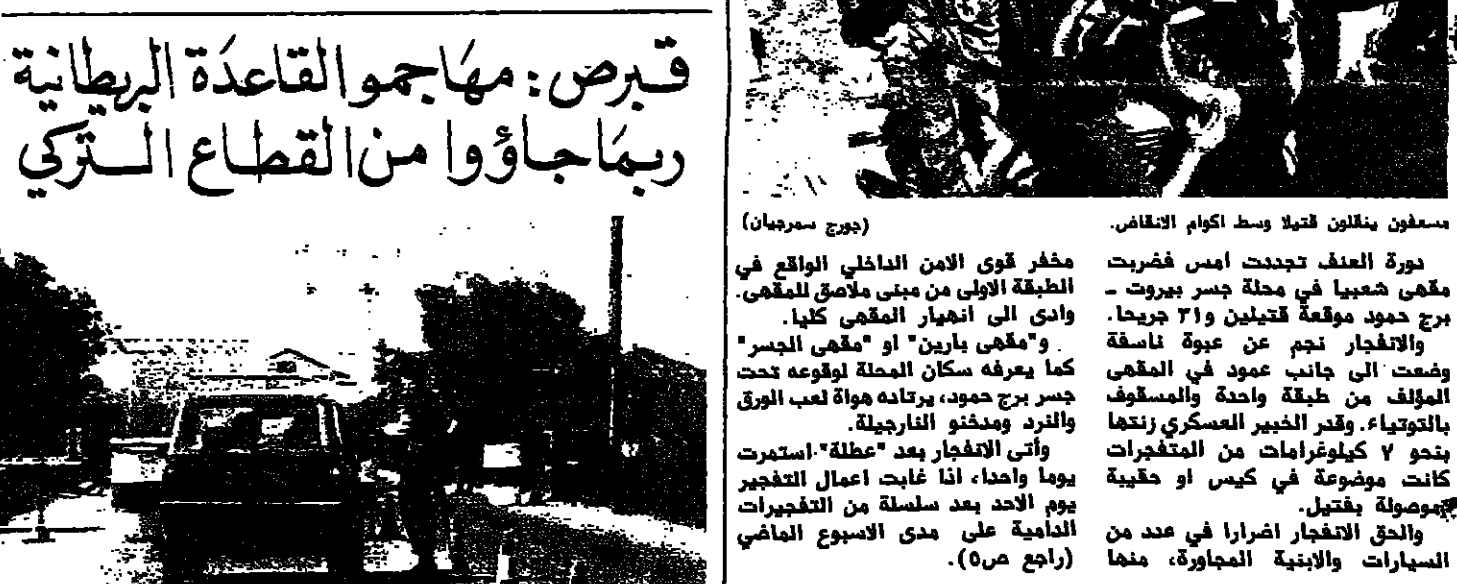 مسعفون ينقلون قتيلا وسط اكوام الانقاض.
(جورج سمرجيان)
دورة العنف تجددت امس فضربت
مقهى شعبيا في محلة جسر بيروت ـ
برج حمود موقعة قتيلين و٢١ جريحا.
والانفجار نجم عن عبوة ناسفة
وضعت الى جانب عمود في المقهى
المؤلف من طبقة واحدة والمسقوف
بالتوتياء. وقدر الخبير العسكري زنتها
بنحو ٧ كيلوغرامات من المتفجرات
كانت موضوعة في كيس او حقيبة
موصولة بفتيل.
والحق الانفجار اضرارا في عدد من
السيارات والابنية المجاورة، منها
مخفر قوى الامن الداخلي الواقع في
الطبقة الاولى من مبنى ملاصق للمقهى.
وادى الى انهيار المقهى كليا.
و"مقهى بارين" او "مقهى الجسر"
كما يعرفه سكان المحلة لوقوعه تحت
جسر برج حمود، يرتاده هواة لعب الورق
والنرد ومدخنو النارجيلة.
وأتى الانفجار بعد "عطلة" استمرت
يوما واحدا، اذا غابت اعمال التفجير
يوم الاحد بعد سلسلة من التفجيرات
الدامية على مدى الاسبوع الماضي
(راجع ص٥).
قبرص: مهاجمو القاعدة البريطانية
ربما جاؤوا من القطاع التركي